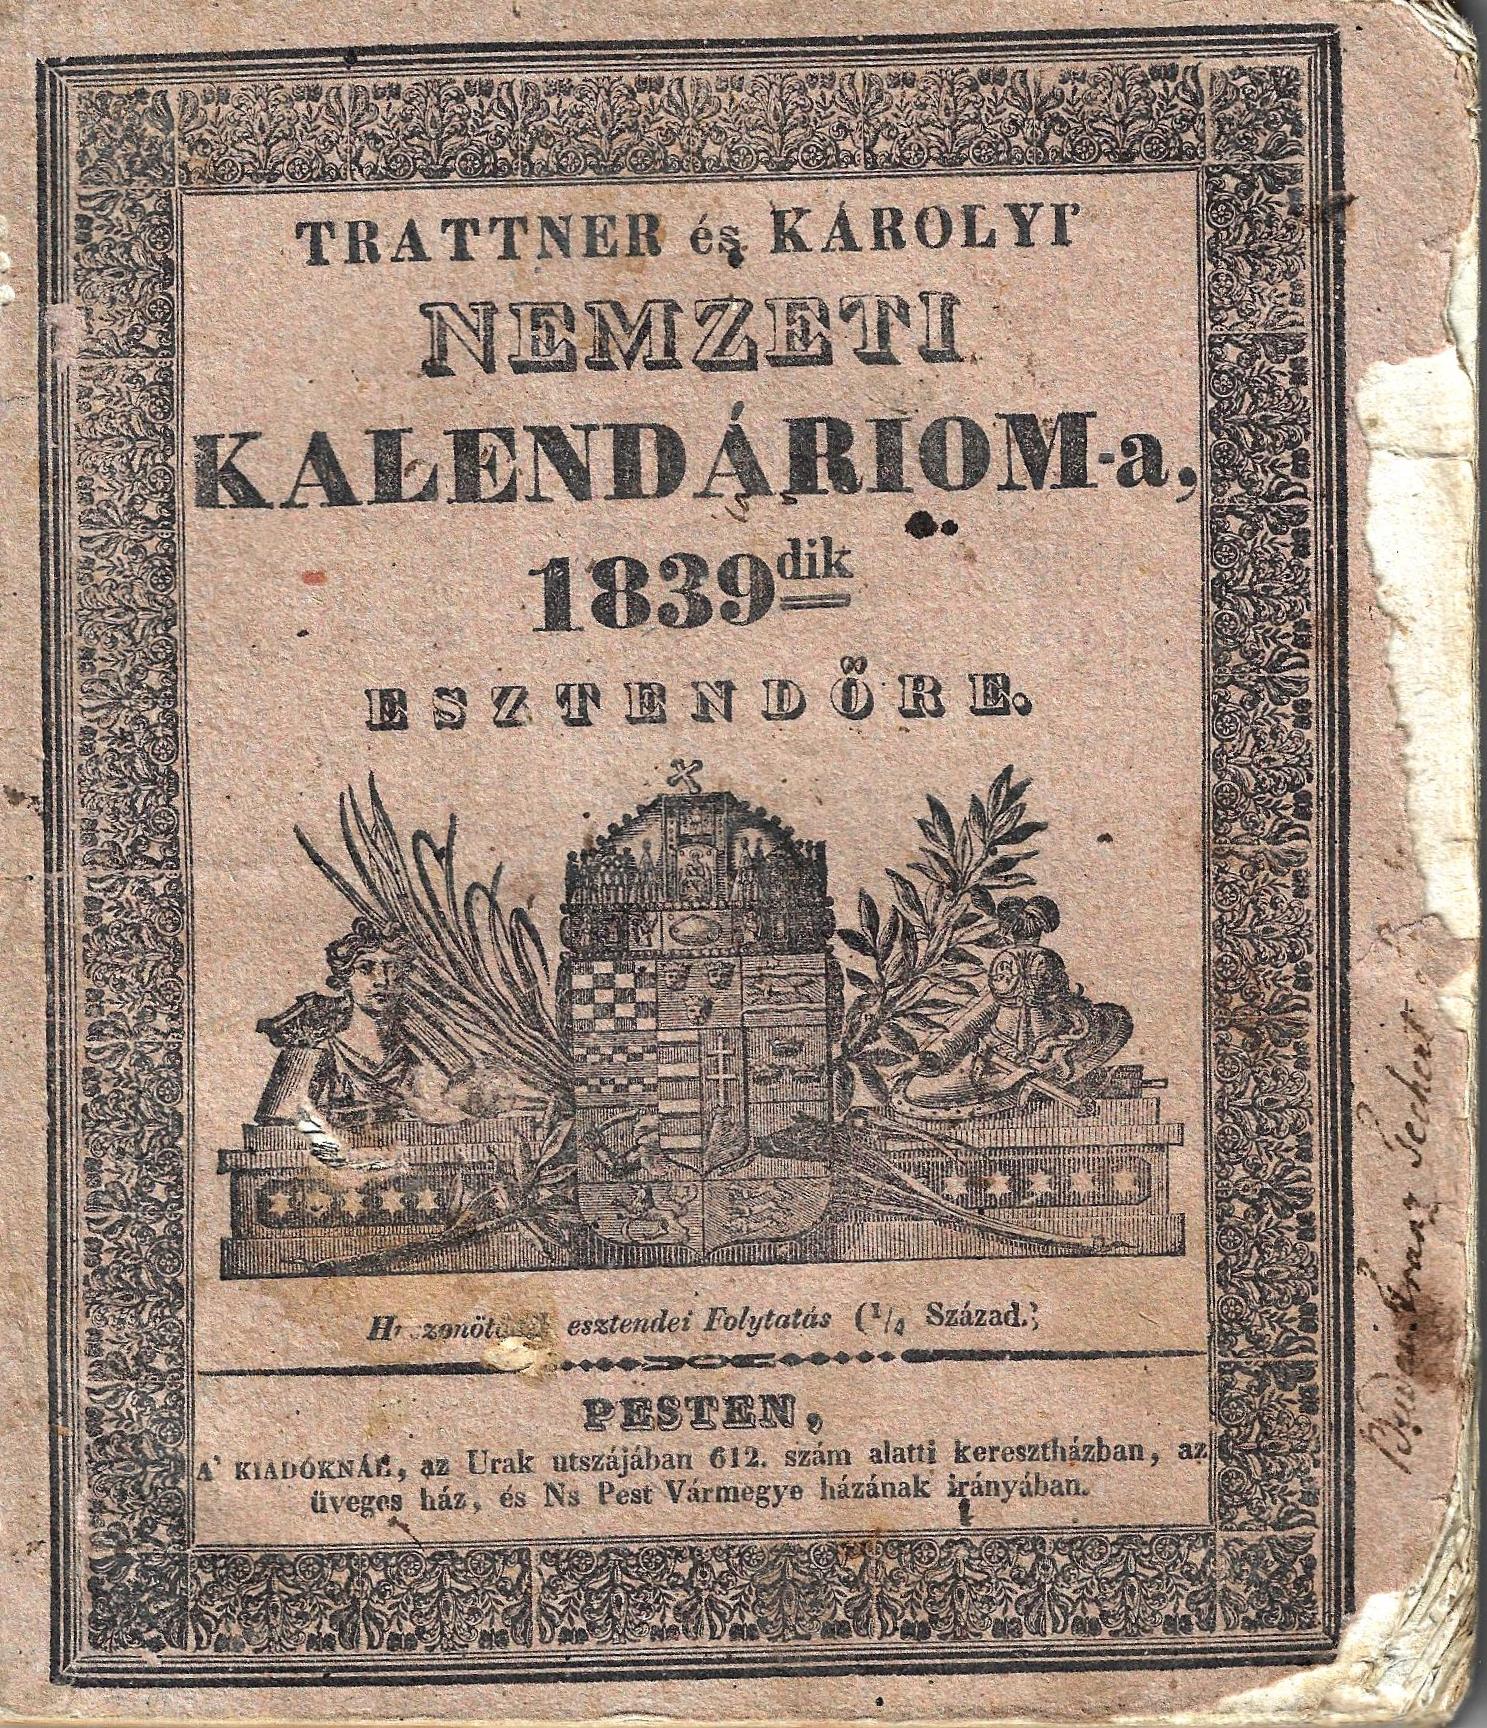 TRATTNER és KÁROLYI'
NEMZETI
KALENDÁRIOM-a,
1839dik
ESZTENDŐRE.
esztendei Folytatás (1/4 Század.)
PESTEN,
A' KIADÓKNÁL, az Urak utszájában 612. szám alatti keresztházban, az
üveges ház, és Ns Pest Vármegye házának irányában.